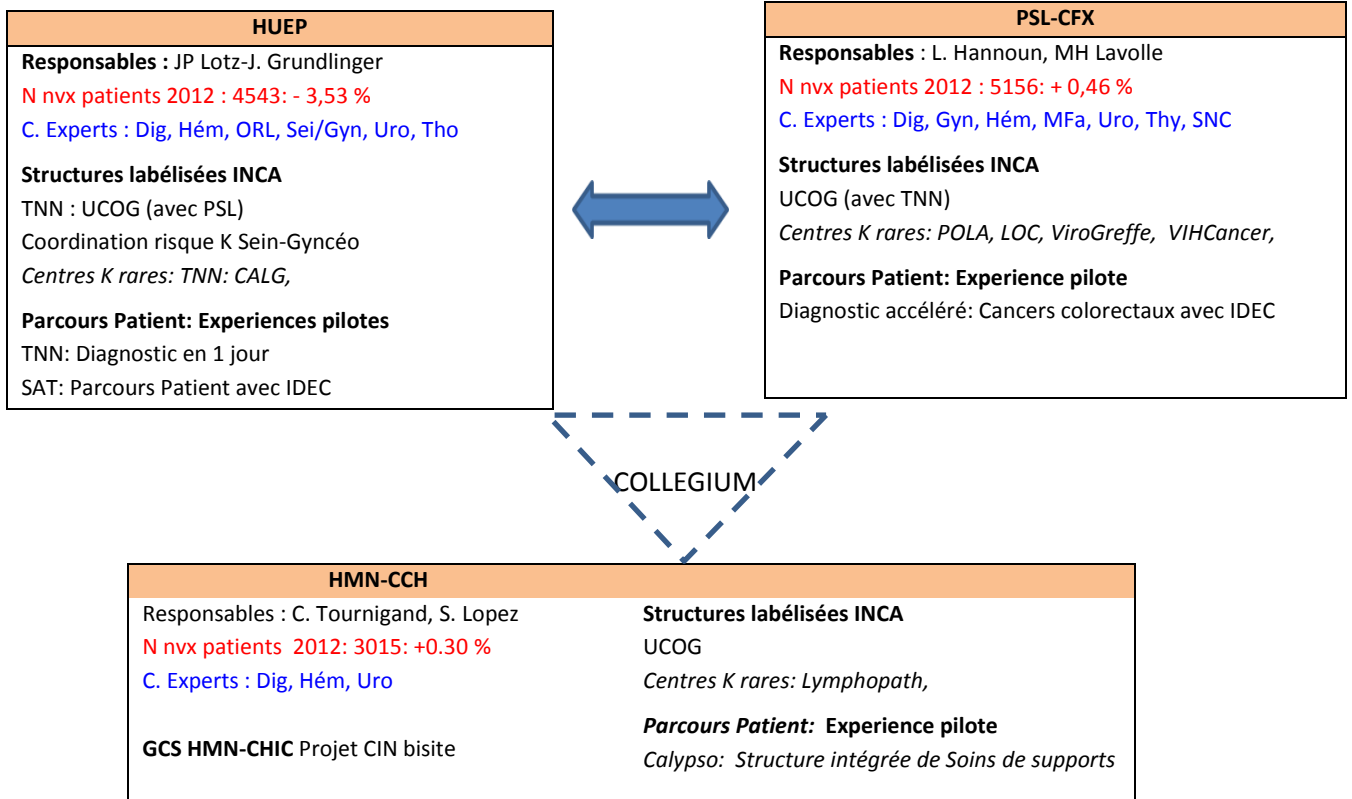 HUEP
Responsables : JP Lotz-J. Grundlinger
N nvx patients 2012 : 4543: - 3,53 %
C. Experts : Dig, Hém, ORL, Sei/Gyn, Uro, Tho
Structures labélisées INCA
TNN : UCOG (avec PSL)
Coordination risque K Sein-Gyncéo
Centres K rares: TNN: CALG,
Parcours Patient: Experiences pilotes
TNN: Diagnostic en 1 jour
SAT: Parcours Patient avec IDEC
PSL-CFX
Responsables : L. Hannoun, MH Lavolle
N nvx patients 2012 : 5156: + 0,46 %
C. Experts : Dig, Gyn, Hém, MFa, Uro, Thy, SNC
Structures labélisées INCA
UCOG (avec TNN)
Centres K rares: POLA, LOC, ViroGreffe, VIHCancer,
Parcours Patient: Experience pilote
Diagnostic accéléré: Cancers colorectaux avec IDEC
COLLEGIUM
HMN-CCH
Responsables : C. Tournigand, S. Lopez
N nvx patients 2012: 3015: +0.30 %
C. Experts : Dig, Hém, Uro
GCS HMN-CHIC Projet CIN bisite
Structures labélisées INCA
UCOG
Centres K rares: Lymphopath,
Parcours Patient: Experience pilote
Calypso: Structure intégrée de Soins de supports